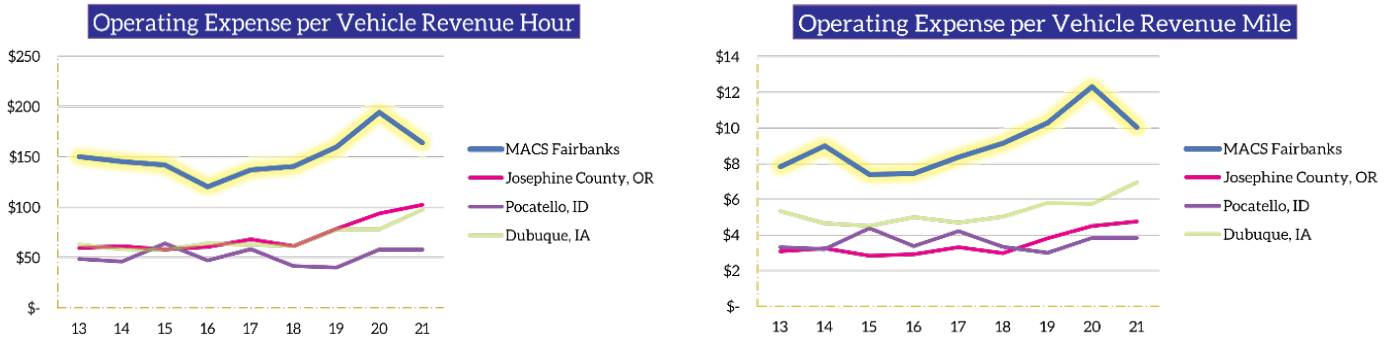 Operating Expense per Vehicle Revenue Hour
$250
$200
$150
$100
$50
$-
13 14 15 16 17 18 19 20 21
MACS Fairbanks
Josephine County, OR
Pocatello, ID
Dubuque, IA
Operating Expense per Vehicle Revenue Mile
$14
$12
$10
$8
$6
$4
$2
$-
13 14 15 16 17 18 19 20 21
MACS Fairbanks
Josephine County, OR
Pocatello, ID
Dubuque, IA